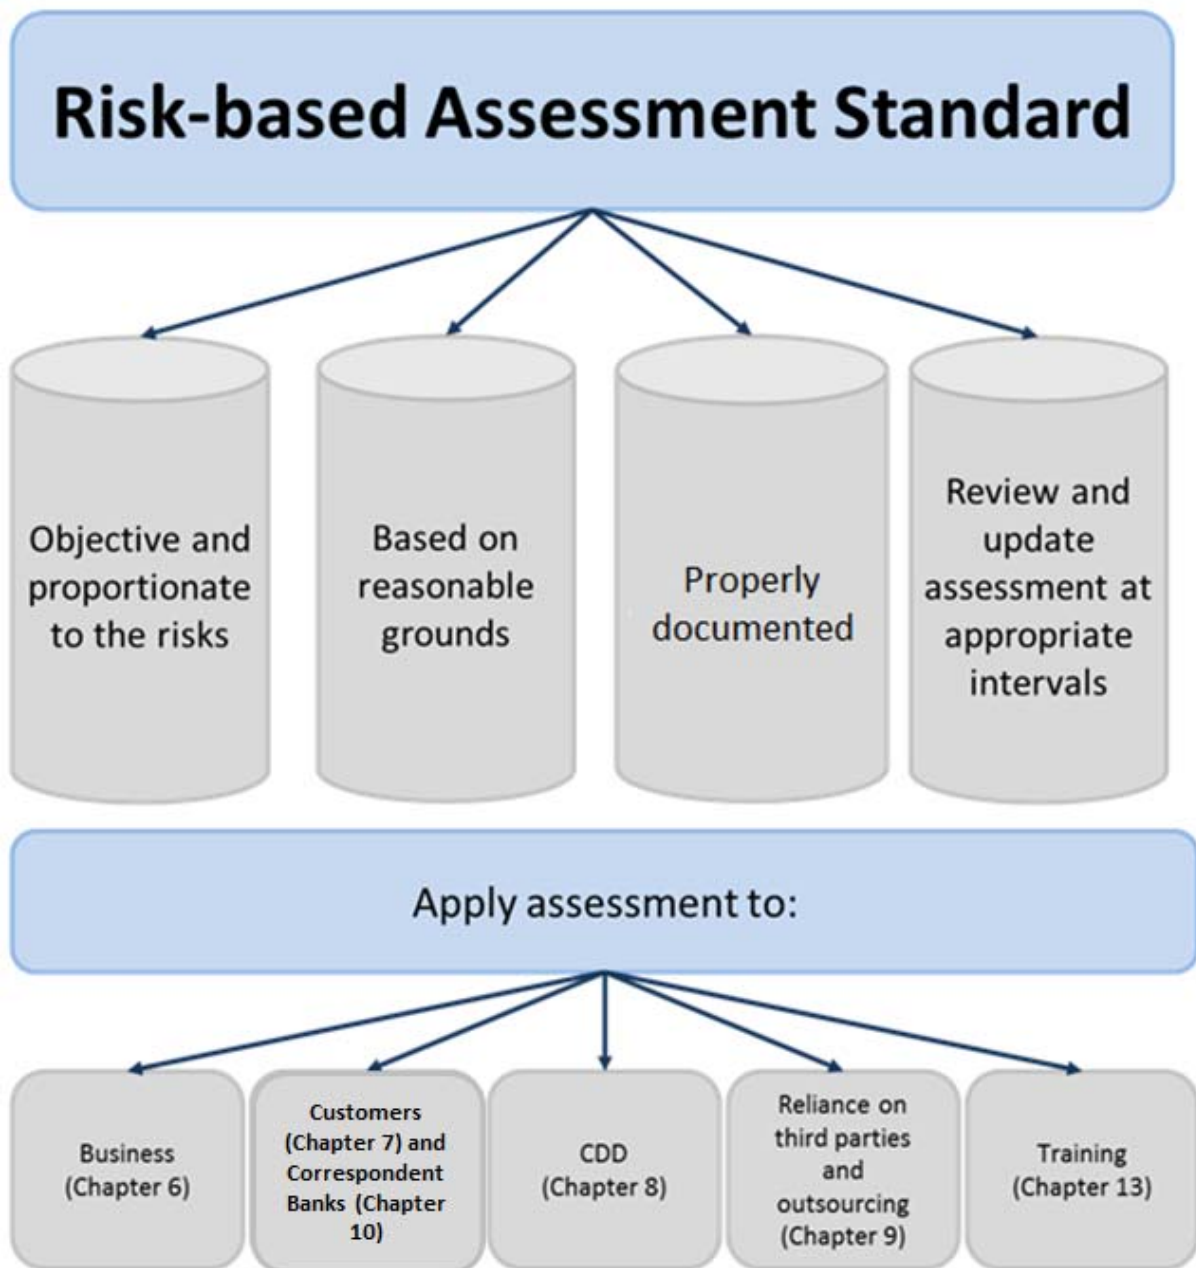 Risk-based Assessment Standard
Objective and
proportionate
to the risks
Based on
reasonable
grounds
Properly
documented
Review and
update
assessment at
appropriate
intervals
Apply assessment to:
Business
(Chapter 6)
Customers
(Chapter 7) and
Correspondent
Banks (Chapter
10)
CDD
(Chapter 8)
Reliance on
third parties
and
outsourcing
(Chapter 9)
Training
(Chapter 13)